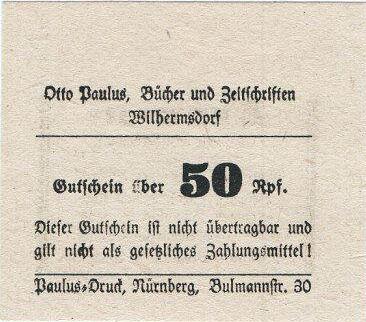 Otto Paulus, Bücher und Zeitschriften
Wilhermsdorf
Gutschein über 50 Rpf.
Dieser Gutschein ist nicht übertragbar und
gilt nicht als gesetzliches Zahlungsmittel!
Paulus-Druck, Nürnberg, Bulmannstr. 30